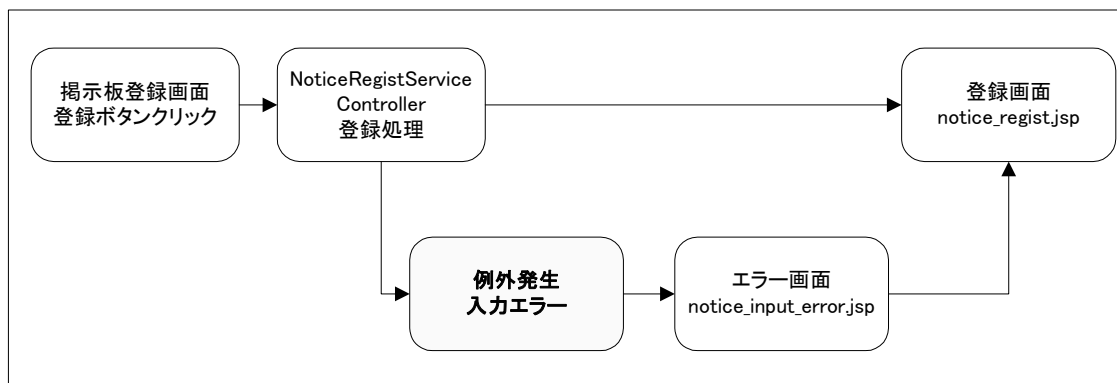 掲示板登録画面
登録ボタンクリック
NoticeRegistService
Controller
登録処理
登録画面
notice_regist.jsp
例外発生
入力エラー
エラー画面
notice_input_error.jsp